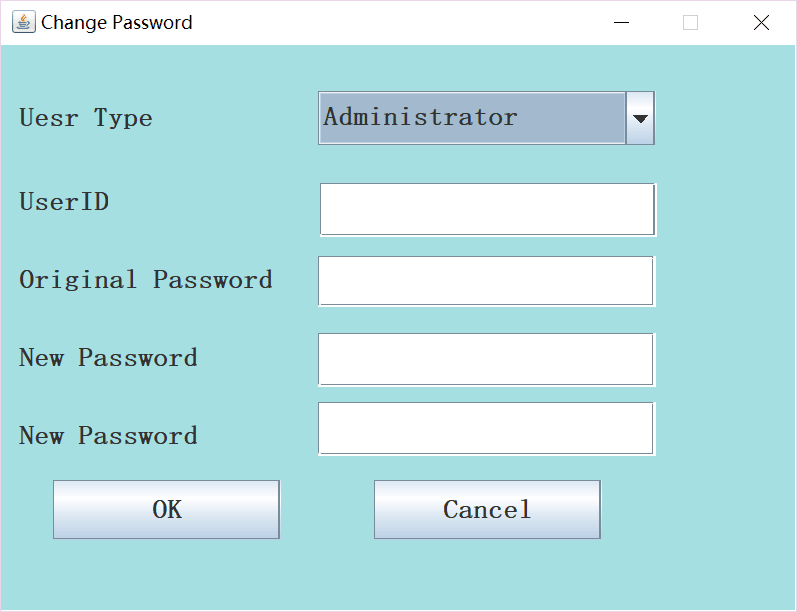 Change Password
Uesr Type
Administrator
UserID
Original Password
New Password
New Password
OK
Cancel